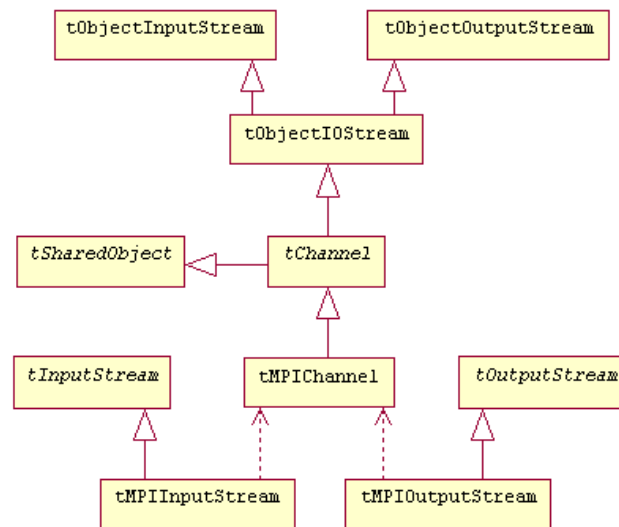 tObjectInputStream
tObjectOutputStream
tObjectIOStream
tSharedObject
tChannel
tInputStream
tMPIChannel
tOutputStream
tMPIInputStream
tMPIOutputStream